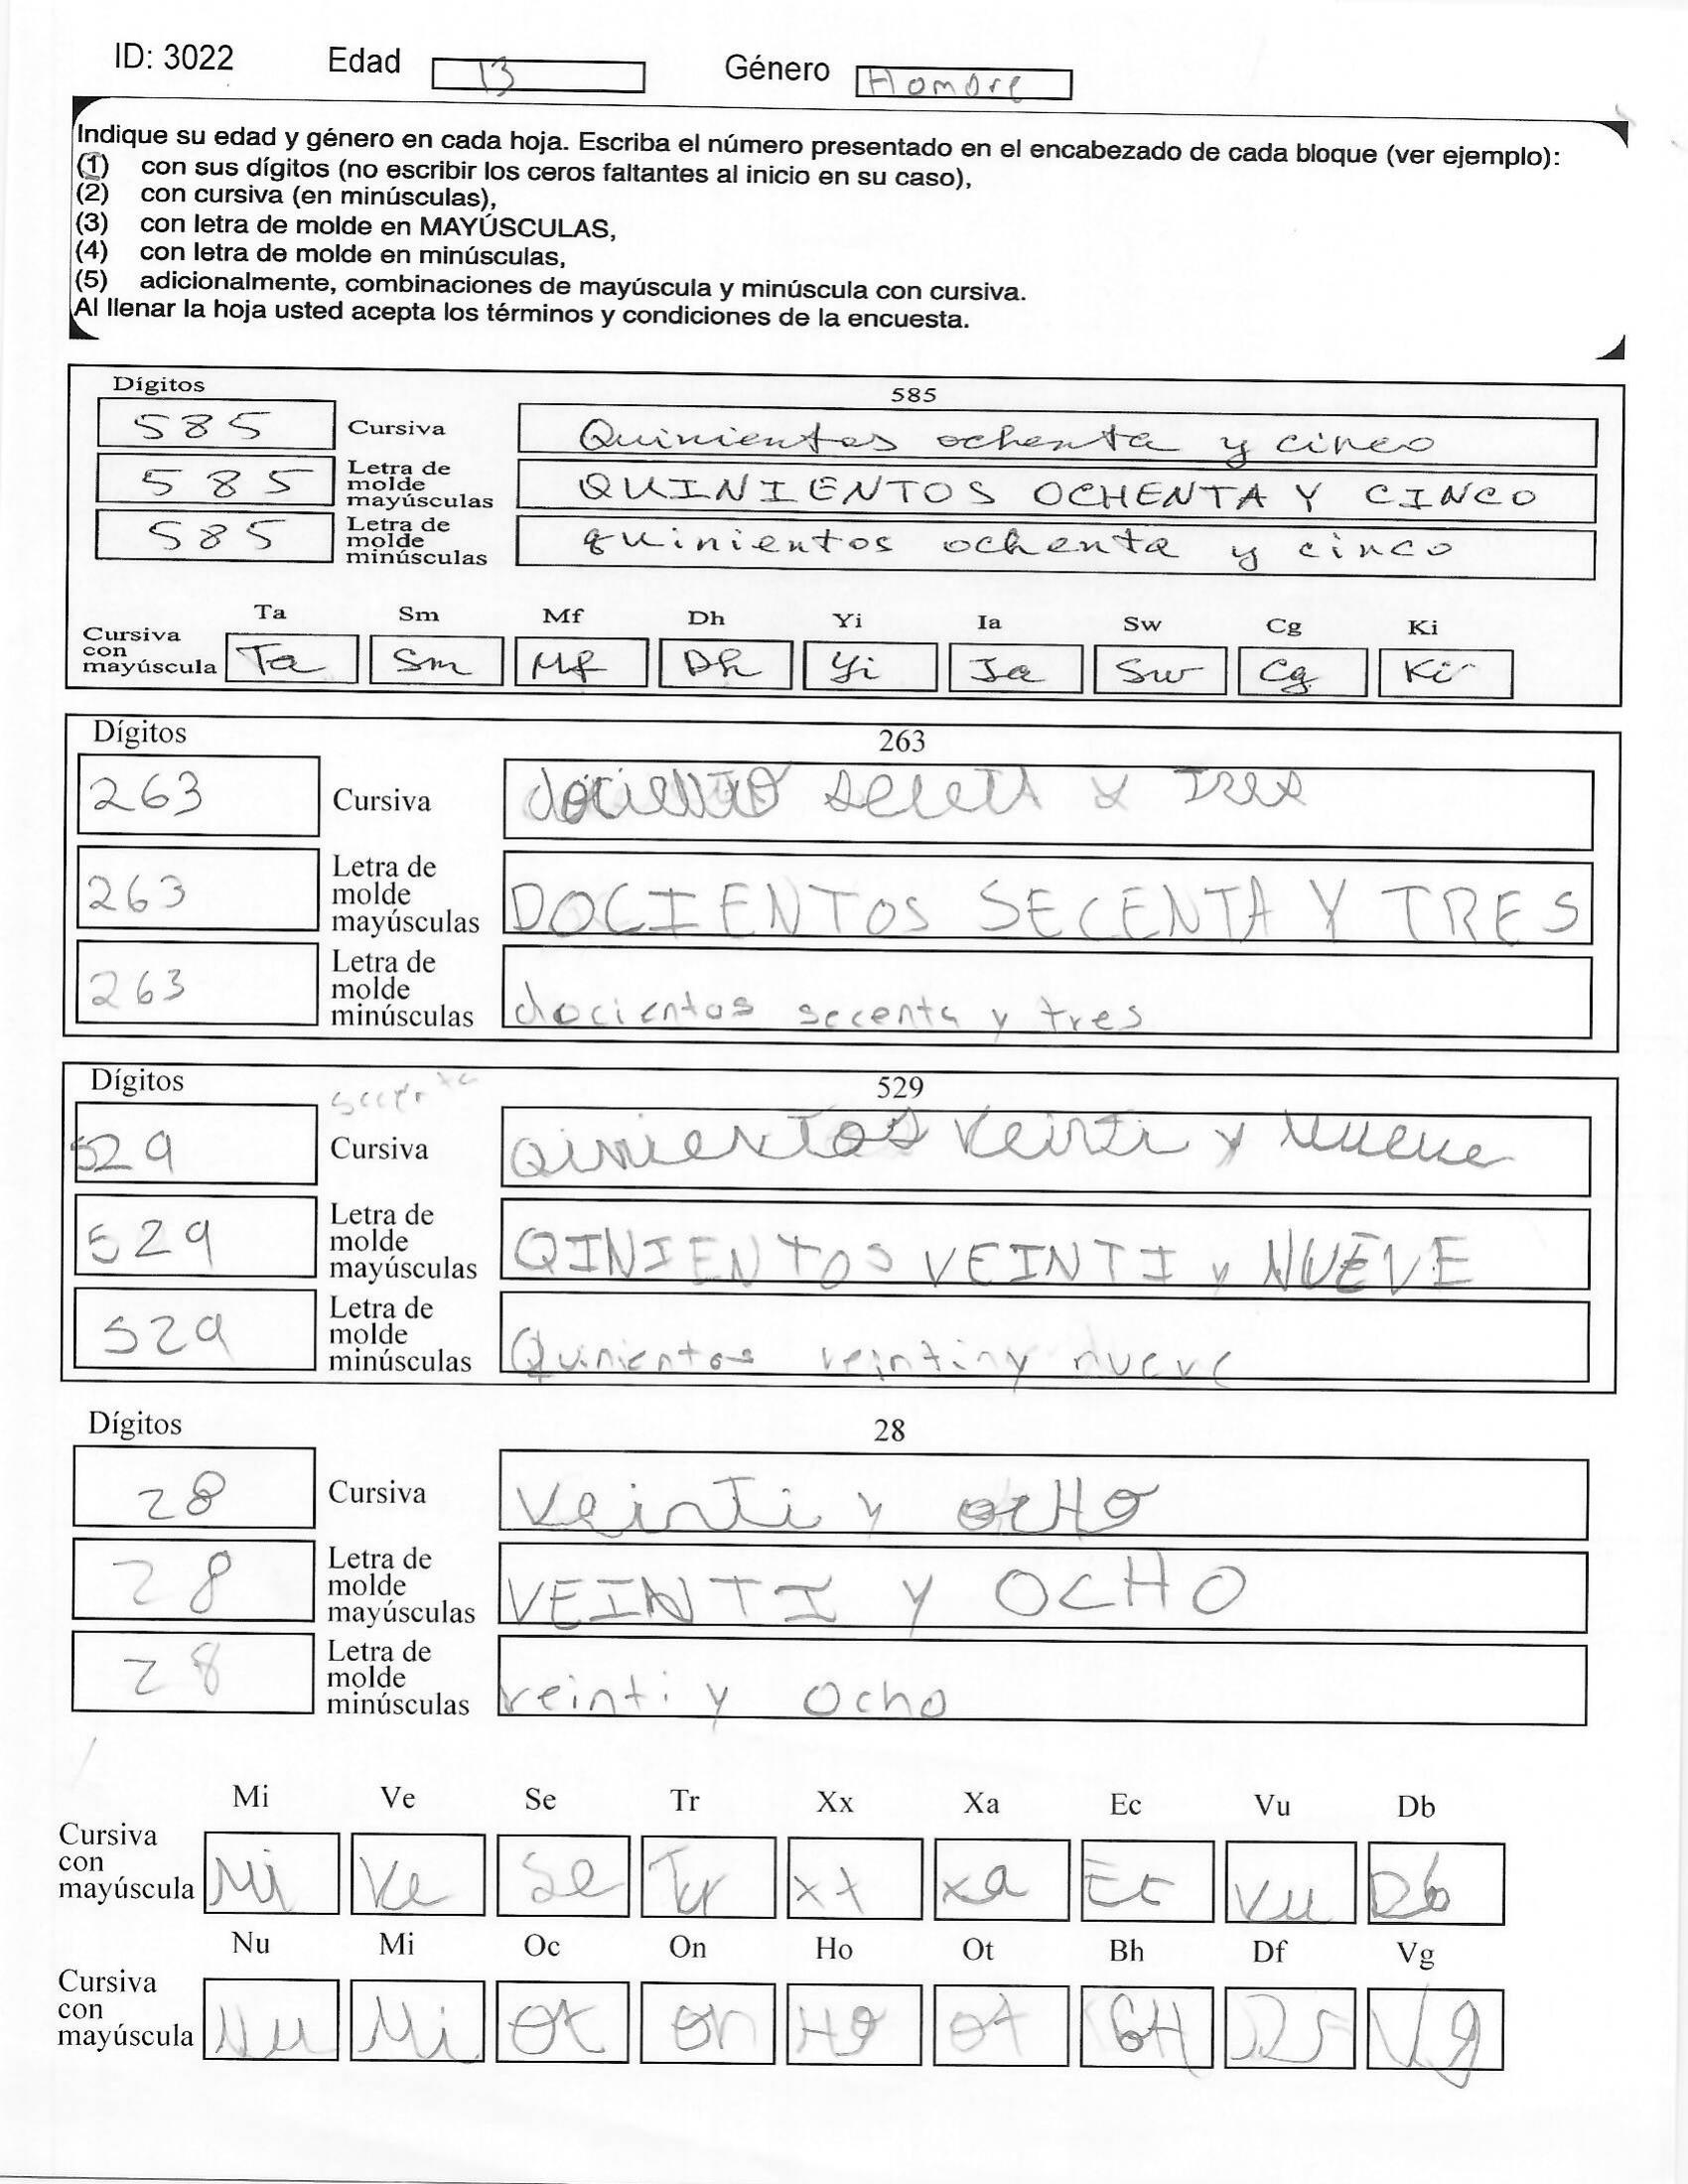 ID: 3022 Edad 13 Género Hombre
Indique su edad y género en cada hoja. Escriba el número presentado en el encabezado de cada bloque (ver ejemplo):
(1) con sus dígitos (no escribir los ceros faltantes al inicio en su caso),
(2) con cursiva (en minúsculas),
(3) con letra de molde en MAYÚSCULAS,
(4) con letra de molde en minúsculas,
(5) adicionalmente, combinaciones de mayúscula y minúscula con cursiva.
Al llenar la hoja usted acepta los términos y condiciones de la encuesta.
Dígitos 585
585 Cursiva Quinientos ochenta y cinco
585 Letra de molde mayúsculas QUINIENTOS OCHENTA Y CINCO
585 Letra de molde minúsculas quinientos ochenta y cinco
Ta Sm Mf Dh Yi Ia Sw Cg Ki
Cursiva con mayúscula Ta Sm Mf Dh Yi Ia Sw Cg Ki
Dígitos 263
263 Cursiva y Tres
263 Letra de molde mayúsculas DOCIENTOS SECENTA Y TRES
263 Letra de molde minúsculas docientos secenta y tres
Dígitos 529
529 Cursiva Qinientos Veinti y Nueve
529 Letra de molde mayúsculas QINIENTOS VEINTI y NUEVE
529 Letra de molde minúsculas Quinientos nueve
Dígitos 28
28 Cursiva Veinti y ocHo
28 Letra de molde mayúsculas VEINTI Y OCHO
28 Letra de molde minúsculas veinti y Ocho
Mi Ve Se Tr Xx Xa Ec Vu Db
Cursiva con mayúscula Mi Ve Se Tr Xx Xa Ec Vu Db
Nu Mi Oc On Ho Ot Bh Df Vg
Cursiva con mayúscula Nu Mi Oc On Ho Ot BH Df Vg